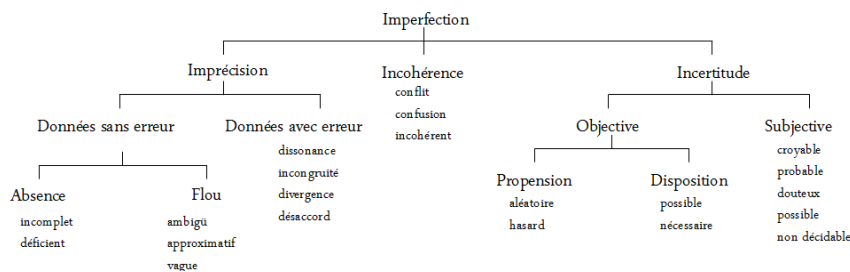 Imperfection
Imprécision
Incohérence
conflit
confusion
incohérent
Incertitude
Données sans erreur
Données avec erreur
dissonance
incongruité
divergence
désaccord
Objective
Subjective
croyable
probable
douteux
possible
non décidable
Absence
incomplet
déficient
Flou
ambigü
approximatif
vague
Propension
aléatoire
hasard
Disposition
possible
nécessaire